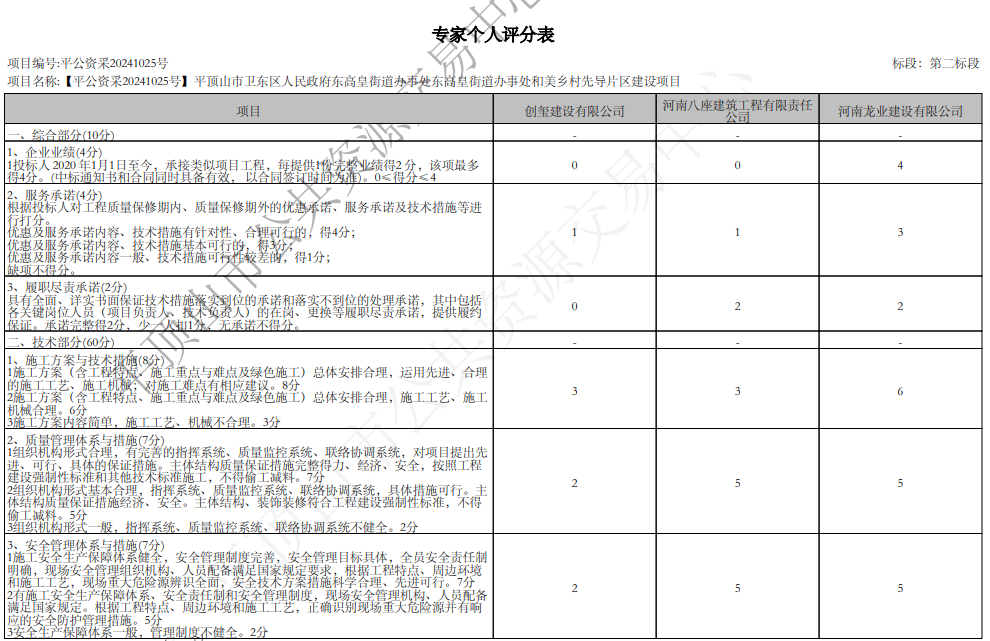 专家个人评分表
项目编号:平公资采20241025号
标段：第二标段
项目名称:【平公资采20241025号】平顶山市卫东区人民政府东高皇街道办事处东高皇街道办事处和美乡村先导片区建设项目
项目
创玺建设有限公司
河南八座建筑工程有限责任
公司
河南龙业建设有限公司
一、综合部分(10分)
-
-
-
1、企业业绩(4分)
1投标人 2020 年1月1日至今，承接类似项目工程，每提供1份完整业绩得2 分，该项最多
得4分。(中标通知书和合同同时具备有效，以合同签订时间为准)。0≤得分≤4
0
0
4
2、服务承诺(4分)
根据投标人对工程质量保修期内、质量保修期外的优惠承诺、服务承诺及技术措施等进
行打分。
优惠及服务承诺内容、技术措施有针对性、合理可行的，得4分；
优惠及服务承诺内容、技术措施基本可行的，得3分；
优惠及服务承诺内容一般、技术措施可行性较差的，得1分；
缺项不得分。
1
1
3
3、履职尽责承诺(2分)
具有全面、详实书面保证技术措施落实到位的承诺和落实不到位的处理承诺，其中包括
各关键岗位人员（项目负责人、技术负责人）的在岗、更换等履职尽责承诺，提供履约
保证。承诺完整得2分，少一人扣1分，无承诺不得分。
0
2
2
二、技术部分(60分)
-
-
-
1、施工方案与技术措施(8分)
1施工方案（含工程特点、施工重点与难点及绿色施工）总体安排合理，运用先进、合理
的施工工艺、施工机械；对施工难点有相应建议。8分
2施工方案（含工程特点、施工重点与难点及绿色施工）总体安排合理，施工工艺、施工
机械合理。6分
3施工方案内容简单，施工工艺、机械不合理。3分
3
3
6
2、质量管理体系与措施(7分)
1组织机构形式合理，有完善的指挥系统、质量监控系统、联络协调系统，对项目提出先
进、可行、具体的保证措施。主体结构质量保证措施完整得力、经济、安全，按照工程
建设强制性标准和其他技术标准施工，不得偷工减料。7分
2组织机构形式基本合理，指挥系统、质量监控系统、联络协调系统，具体措施可行。主
体结构质量保证措施经济、安全。主体结构、装饰装修符合工程建设强制性标准，不得
偷工减料。5分
3组织机构形式一般，指挥系统、质量监控系统、联络协调系统不健全。2分
2
5
5
3、安全管理体系与措施(7分)
1施工安全生产保障体系健全，安全管理制度完善，安全管理目标具体，全员安全责任制
明确，现场安全管理组织机构、人员配备满足国家规定要求，根据工程特点、周边环境
和施工工艺，现场重大危险源辨识全面，安全技术方案措施科学合理、先进可行。7分
2有施工安全生产保障体系、安全责任制和安全管理制度，现场安全管理机构、人员配备
满足国家规定。根据工程特点、周边环境和施工工艺，正确识别现场重大危险源并有响
应的安全防护管理措施。5分
3安全生产保障体系一般，管理制度不健全。2分
2
5
5
平顶山市公共资源交易中心
平顶山市公共资源交易中心